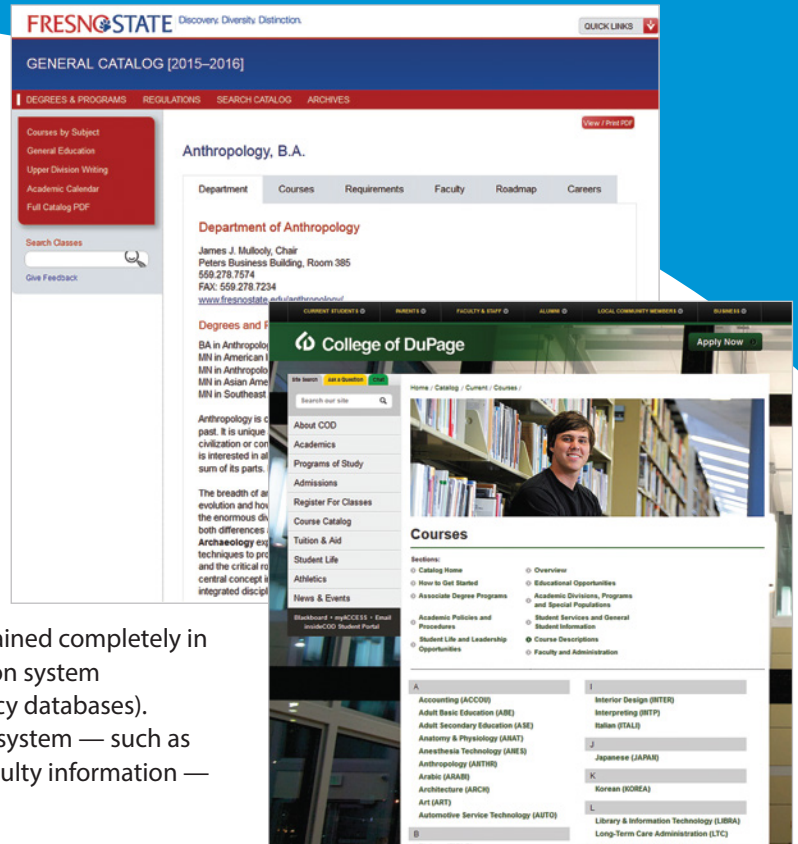 FRESNO STATE Discovery. Diversity. Distinction.
QUICK LINKS
GENERAL CATALOG [2015–2016]
DEGREES & PROGRAMS REGULATIONS SEARCH CATALOG ARCHIVES
View / Print PDF
Courses by Subject
General Education
Upper Division Writing
Academic Calendar
Full Catalog PDF
Search Classes
Give Feedback
Anthropology, B.A.
Department Courses Requirements Faculty Roadmap Careers
Department of Anthropology
James J. Mullooly, Chair
Peters Business Building, Room 385
559.278.7574
FAX: 559.278.7234
www.fresnostate.edu/anthropology/
Degrees and
BA in
MN in American
MN in
MN in Asian
MN in Southeast
Anthropology is
past. It is unique
civilization or
is interested in
sum of its parts.
The breadth of
evolution and
the enormous
both differences
Archaeology
techniques to
and the critical
central concept
integrated
CURRENT STUDENTS PARENTS FACULTY & STAFF ALUMNI LOCAL COMMUNITY MEMBERS BUSINESS
College of DuPage
Apply Now
Site Search Ask a Question Chat
Search our site
About COD
Academics
Programs of Study
Admissions
Register For Classes
Course Catalog
Tuition & Aid
Student Life
Athletics
News & Events
Blackboard • myACCESS • Email
insideCOD Student Portal
Home / Catalog / Current / Courses /
Courses
Sections:
Catalog Home
How to Get Started
Associate Degree Programs
Academic Policies and
Procedures
Student Life and Leadership
Opportunities
Overview
Educational Opportunities
Academic Divisions, Programs
and Special Populations
Student Services and General
Student Information
Course Descriptions
Faculty and Administration
A
Accounting (ACCOU)
Adult Basic Education (ABE)
Adult Secondary Education (ASE)
Anatomy & Physiology (ANAT)
Anesthesia Technology (ANES)
Anthropology (ANTHR)
Arabic (ARABI)
Architecture (ARCH)
Art (ART)
Automotive Service Technology (AUTO)
B
I
Interior Design (INTER)
Interpreting (INTP)
Italian (ITALI)
J
Japanese (JAPAN)
K
Korean (KOREA)
L
Library & Information Technology (LIBRA)
Long-Term Care Administration (LTC)
ained completely in
on system
cy databases).
system — such as
ulty information —